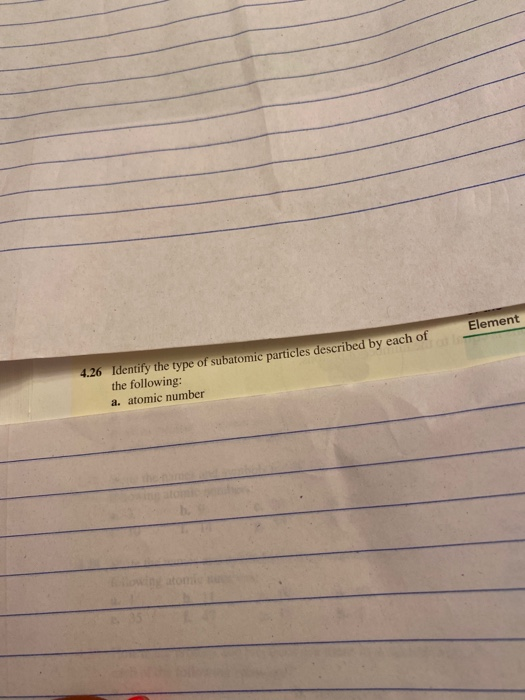 4.26 Identify the type of subatomic particles described by each of
the following:
a. atomic number
Element